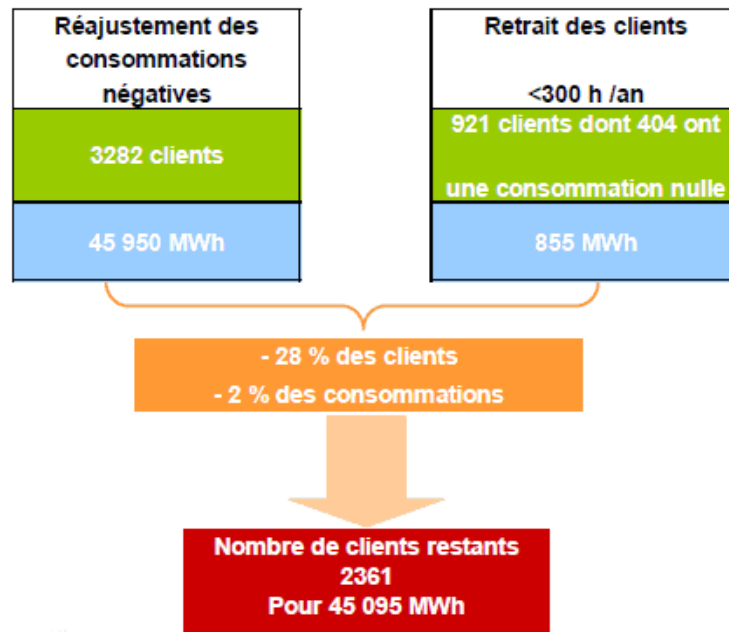 Réajustement des
consommations
négatives
3282 clients
45 950 MWh
Retrait des clients
<300 h /an
921 clients dont 404 ont
une consommation nulle
855 MWh
- 28 % des clients
- 2 % des consommations
Nombre de clients restants
2361
Pour 45 095 MWh